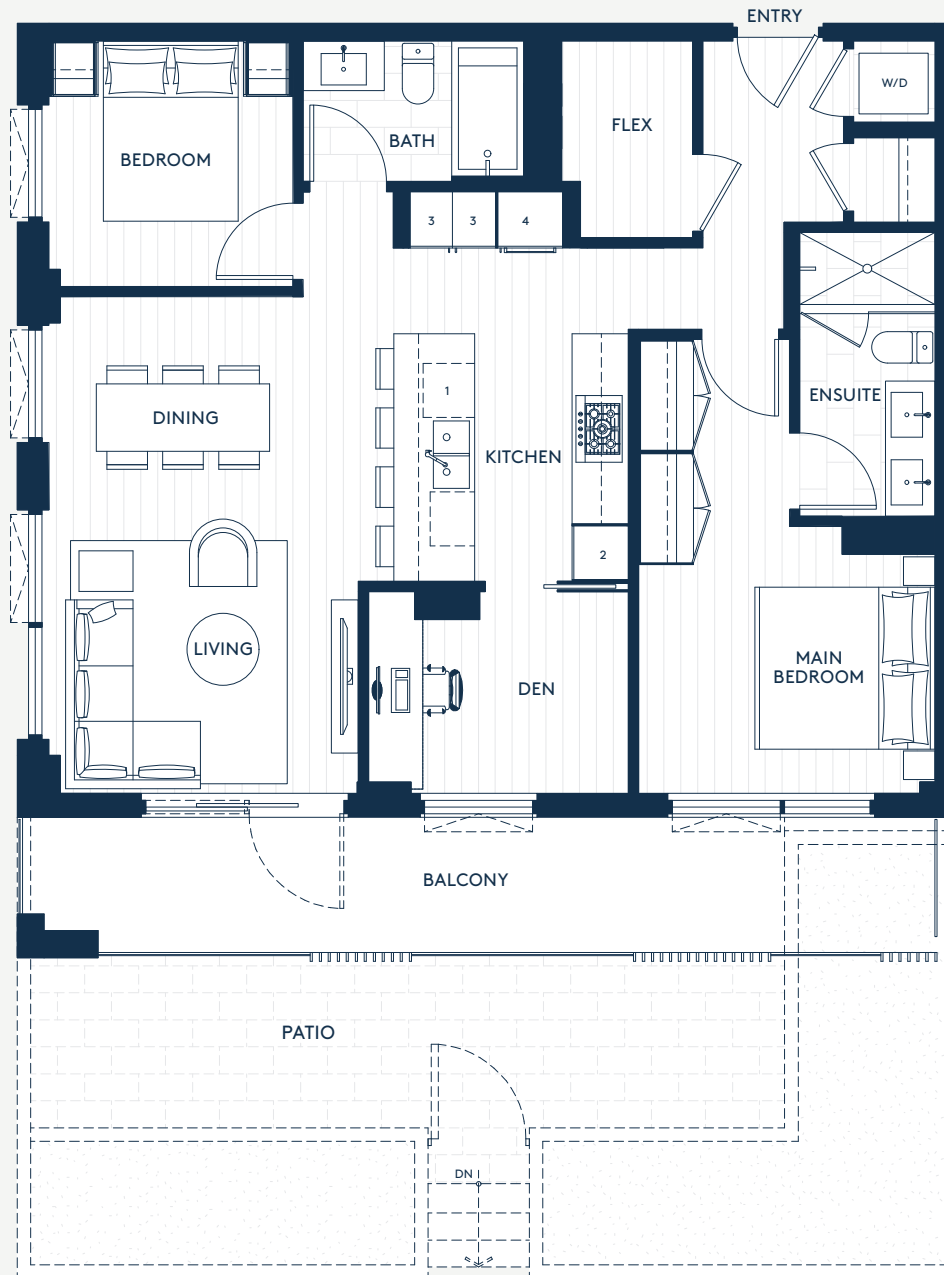 ENTRY
W/D
FLEX
BATH
BEDROOM
3
3
4
DINING
1
ENSUITE
KITCHEN
2
LIVING
MAIN
BEDROOM
DEN
BALCONY
PATIO
DN